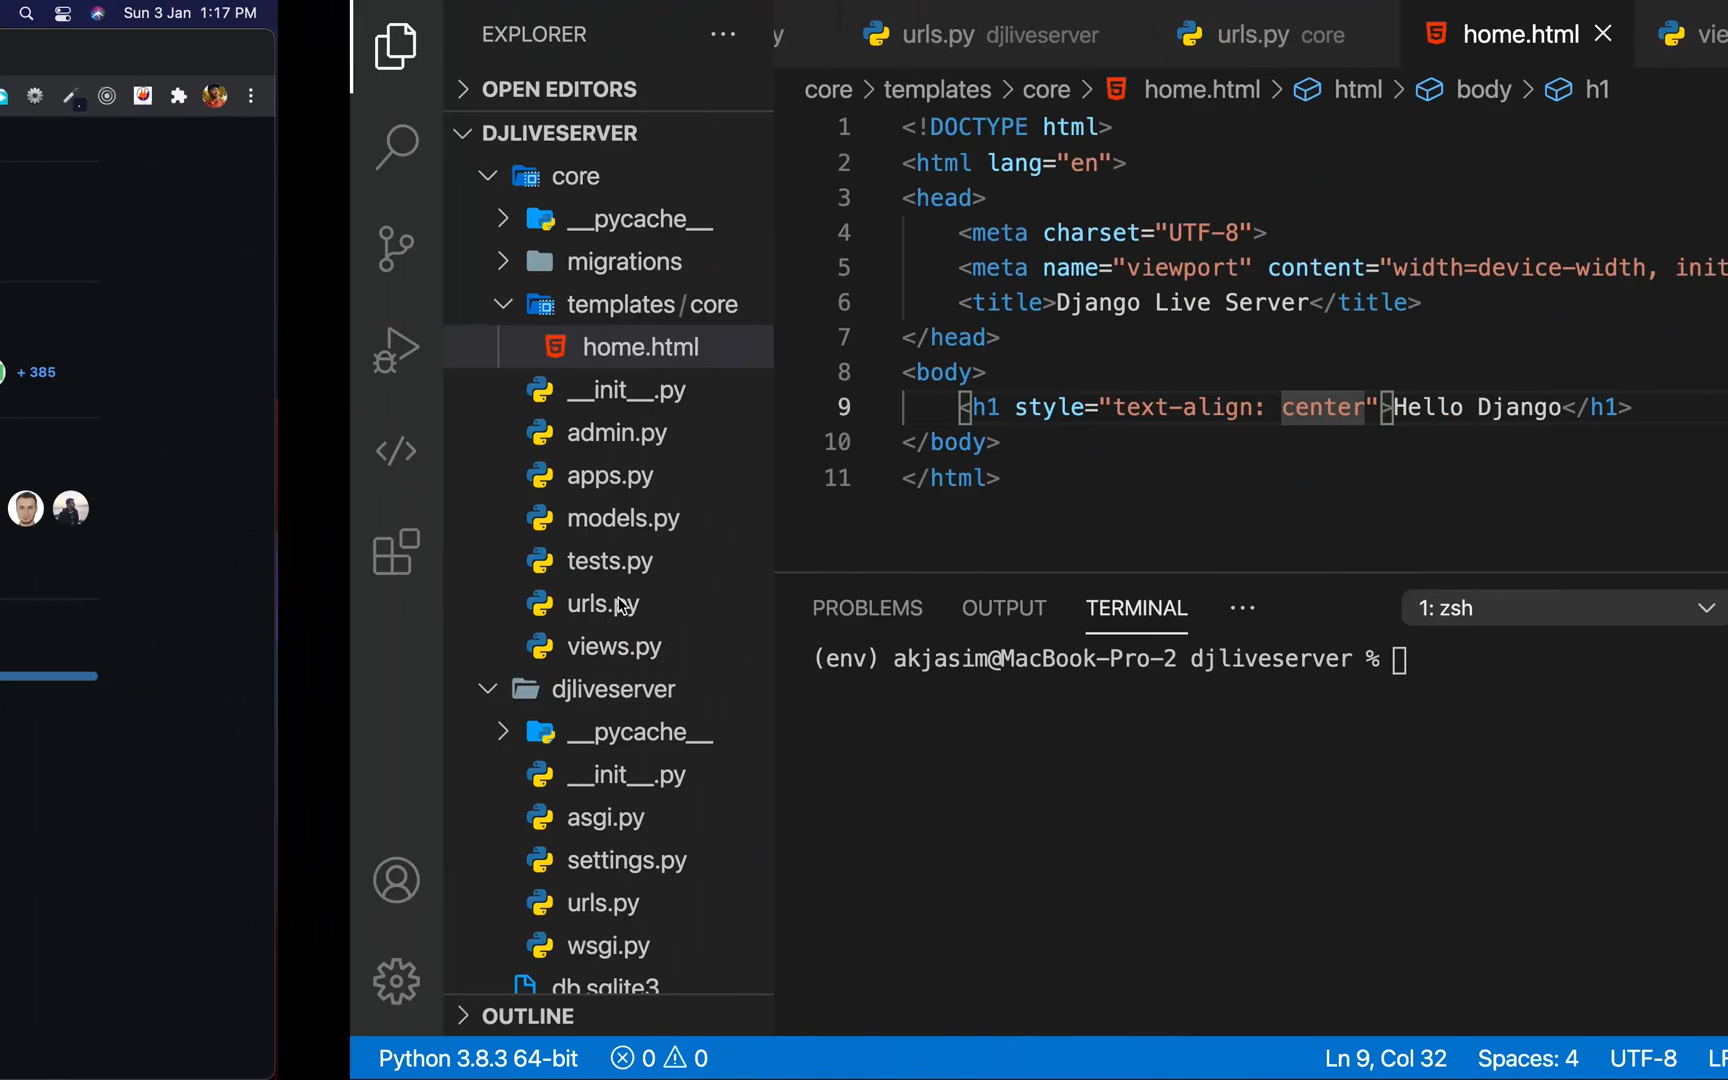 Sun 3 Jan 1:17 PM
+ 385
EXPLORER
OPEN EDITORS
DJLIVESERVER
core
__pycache__
migrations
templates/core
home.html
__init__.py
admin.py
apps.py
models.py
tests.py
urls.py
views.py
djliveserver
__pycache__
__init__.py
asgi.py
settings.py
urls.py
wsgi.py
db.sqlite3
OUTLINE
y urls.py djliveserver urls.py core home.html vie
core > templates > core > home.html > html > body > h1
1 <!DOCTYPE html>
2 <html lang="en">
3 <head>
4 <meta charset="UTF-8">
5 <meta name="viewport" content="width=device-width, init
6 <title>Django Live Server</title>
7 </head>
8 <body>
9 <h1 style="text-align: center">Hello Django</h1>
10 </body>
11 </html>
PROBLEMS OUTPUT TERMINAL ··· 1: zsh
(env) akjasim@MacBook-Pro-2 djliveserver %
Python 3.8.3 64-bit 0 0 Ln 9, Col 32 Spaces: 4 UTF-8 LF